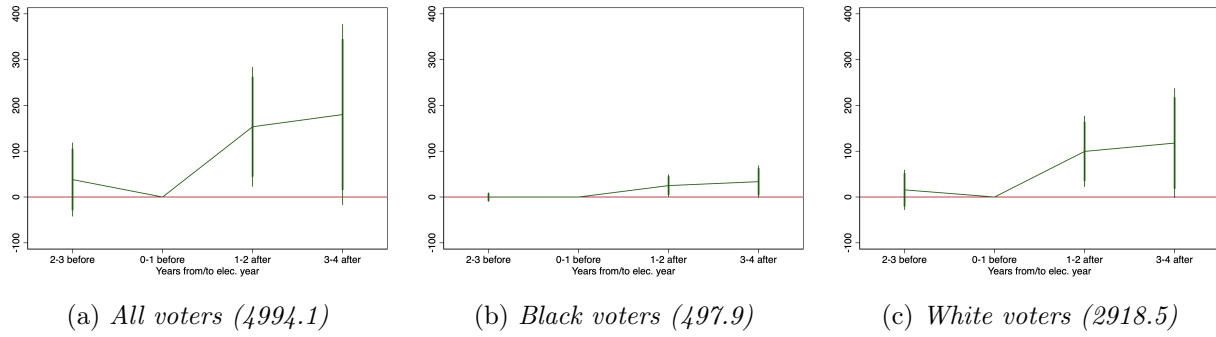 400
300
200
100
0
-100
2-3 before 0-1 before 1-2 after 3-4 after
Years from/to elec. year
(a) All voters (4994.1)
400
300
200
100
0
-100
2-3 before 0-1 before 1-2 after 3-4 after
Years from/to elec. year
(b) Black voters (497.9)
400
300
200
100
0
-100
2-3 before 0-1 before 1-2 after 3-4 after
Years from/to elec. year
(c) White voters (2918.5)